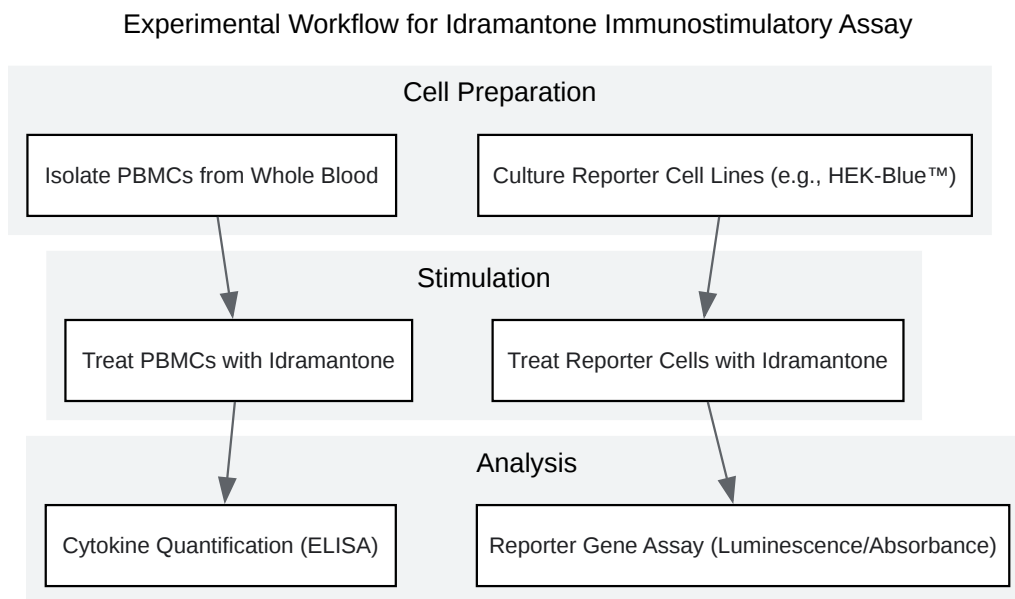 Experimental Workflow for Idramantone Immunostimulatory Assay
Cell Preparation
Isolate PBMCs from Whole Blood
Culture Reporter Cell Lines (e.g., HEK-Blue™)
Stimulation
Treat PBMCs with Idramantone
Treat Reporter Cells with Idramantone
Analysis
Cytokine Quantification (ELISA)
Reporter Gene Assay (Luminescence/Absorbance)